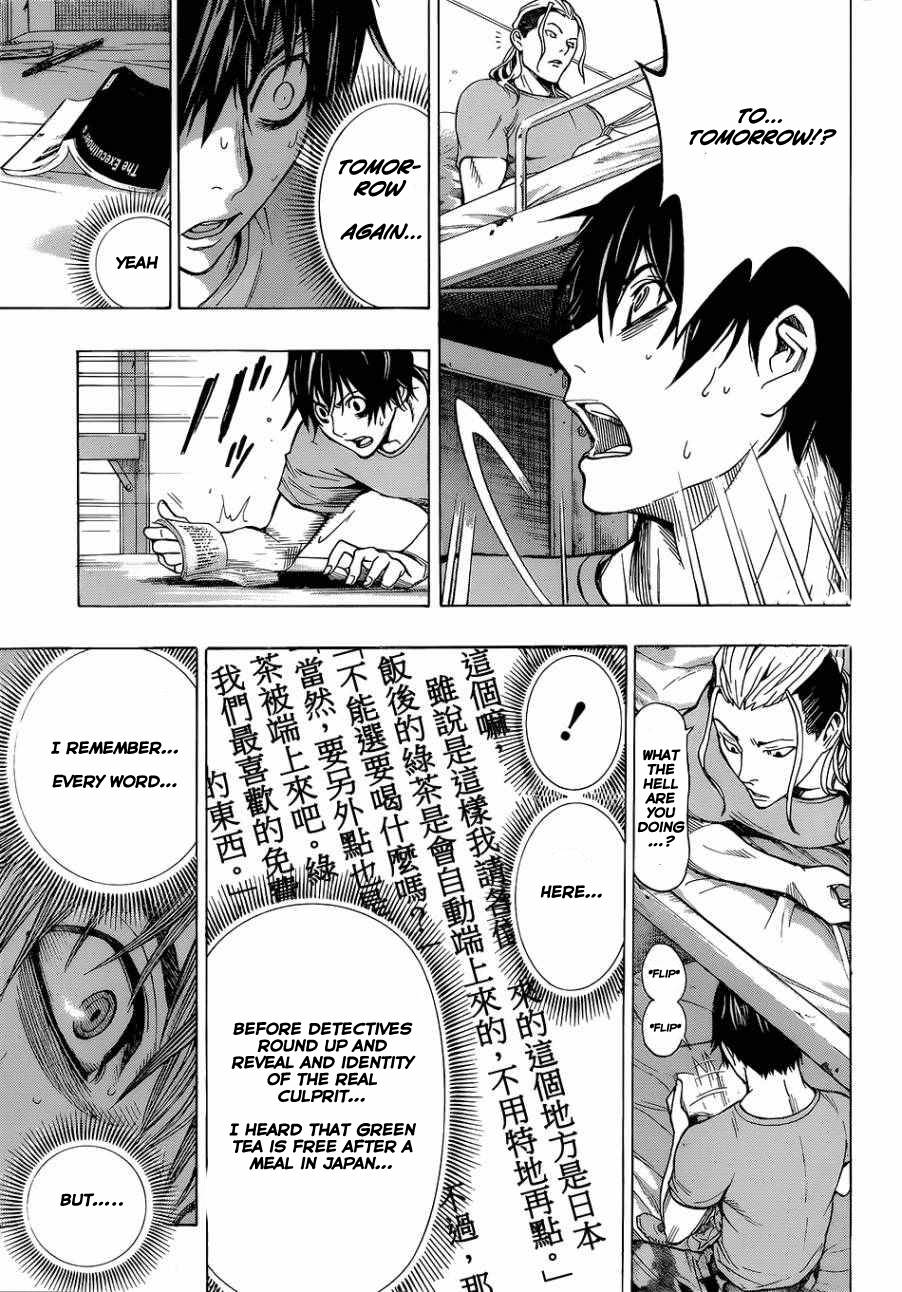 TO...
TOMORROW!?
TOMOR-
ROW
AGAIN...
The Executioner's
YEAH
WHAT
THE
HELL
ARE
YOU
DOING
...?
*FLIP*
*FLIP*
!
HERE...
這個嘛，
雖說是這樣我請各位來的這個地方是日本
飯後的綠茶是會自動端上來的，不用特地再點。」
「不能選要喝什麼嗎？」
「當然，要另外點也是 不過，那
茶被端上來吧。綠
我們最喜歡的免費
的東西。」
BEFORE DETECTIVES
ROUND UP AND
REVEAL AND IDENTITY
OF THE REAL
CULPRIT...
I HEARD THAT GREEN
TEA IS FREE AFTER A
MEAL IN JAPAN...
I REMEMBER...
EVERY WORD...
BUT.....